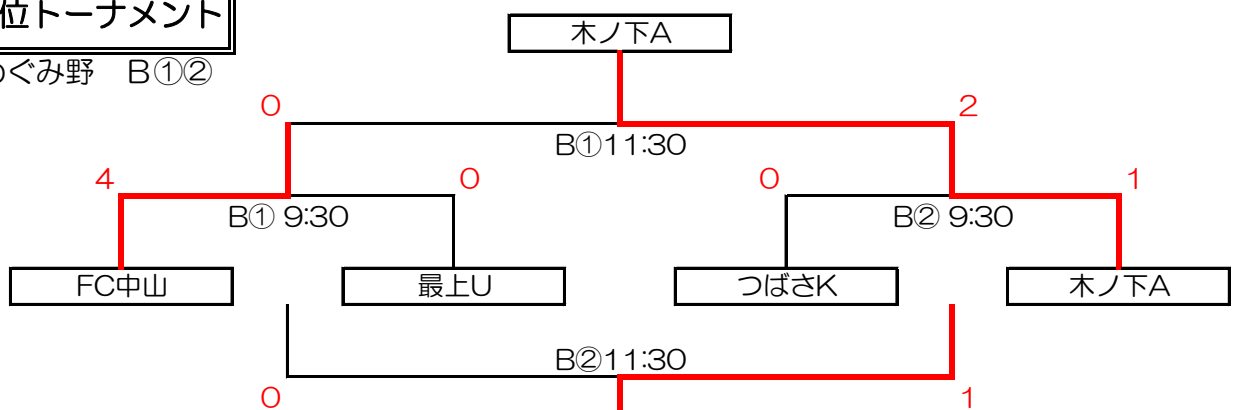 位トーナメント
木ノ下A
めぐみ野 B①②
0
2
B①11:30
4
0
0
1
B① 9:30
B② 9:30
FC中山
最上U
つばさK
木ノ下A
B②11:30
0
1